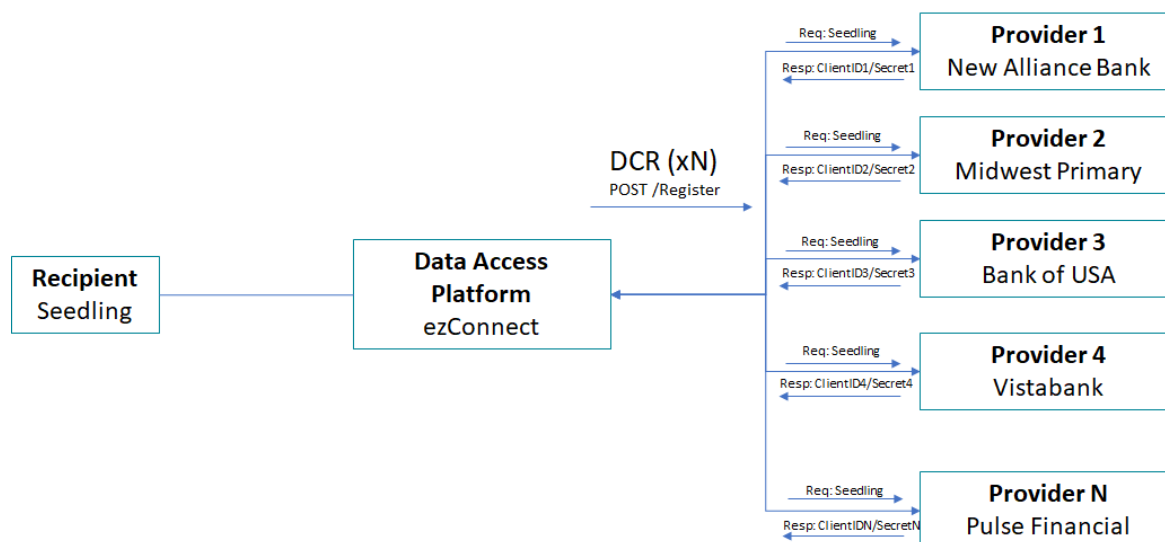 Req: Seedling
Provider 1
New Alliance Bank
Resp: ClientID1/Secret1
Req: Seedling
Provider 2
Midwest Primary
Resp: ClientID2/Secret2
DCR (xN)
POST /Register
Req: Seedling
Provider 3
Bank of USA
Resp: ClientID3/Secret3
Recipient
Seedling
Data Access
Platform
ezConnect
Req: Seedling
Provider 4
Vistabank
Resp: ClientID4/Secret4
Req: Seedling
Provider N
Pulse Financial
Resp: ClientIDN/SecretN